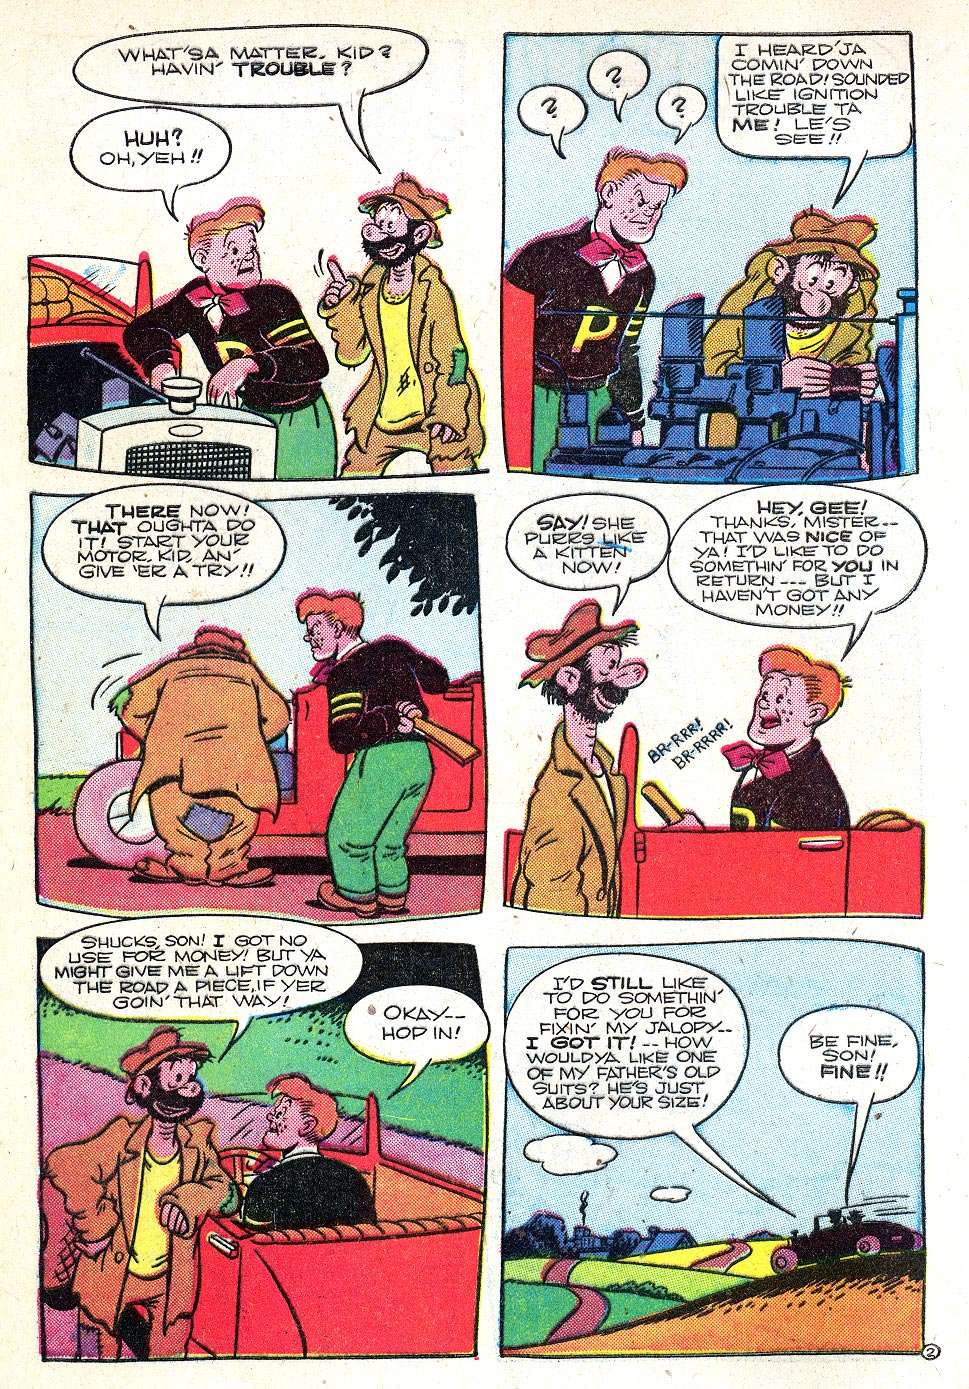 WHAT'SA MATTER, KID?
HAVIN' TROUBLE?
HUH?
OH, YEH!!
?
?
?
I HEARD'JA
COMIN' DOWN
THE ROAD! SOUNDED
LIKE IGNITION
TROUBLE TA
ME! LE'S
SEE!!
P
P
THERE NOW!
THAT OUGHTA DO
IT! START YOUR
MOTOR, KID, AN'
GIVE 'ER A TRY!!
SAY! SHE
PURRS LIKE
A KITTEN
NOW!
HEY, GEE!
THANKS, MISTER--
THAT WAS NICE OF
YA! I'D LIKE TO DO
SOMETHIN' FOR YOU IN
RETURN --- BUT I
HAVEN'T GOT ANY
MONEY!!
BR-RRR!
BR-RRRR!
SHUCKS, SON! I GOT NO
USE FOR MONEY! BUT YA
MIGHT GIVE ME A LIFT DOWN
THE ROAD A PIECE, IF YER
GOIN' THAT WAY!
OKAY--
HOP IN!
I'D STILL LIKE
TO DO SOMETHIN'
FOR YOU FOR
FIXIN' MY JALOPY--
I GOT IT! -- HOW
WOULDYA LIKE ONE
OF MY FATHER'S OLD
SUITS? HE'S JUST
ABOUT YOUR SIZE!
BE FINE,
SON!
FINE!!
2